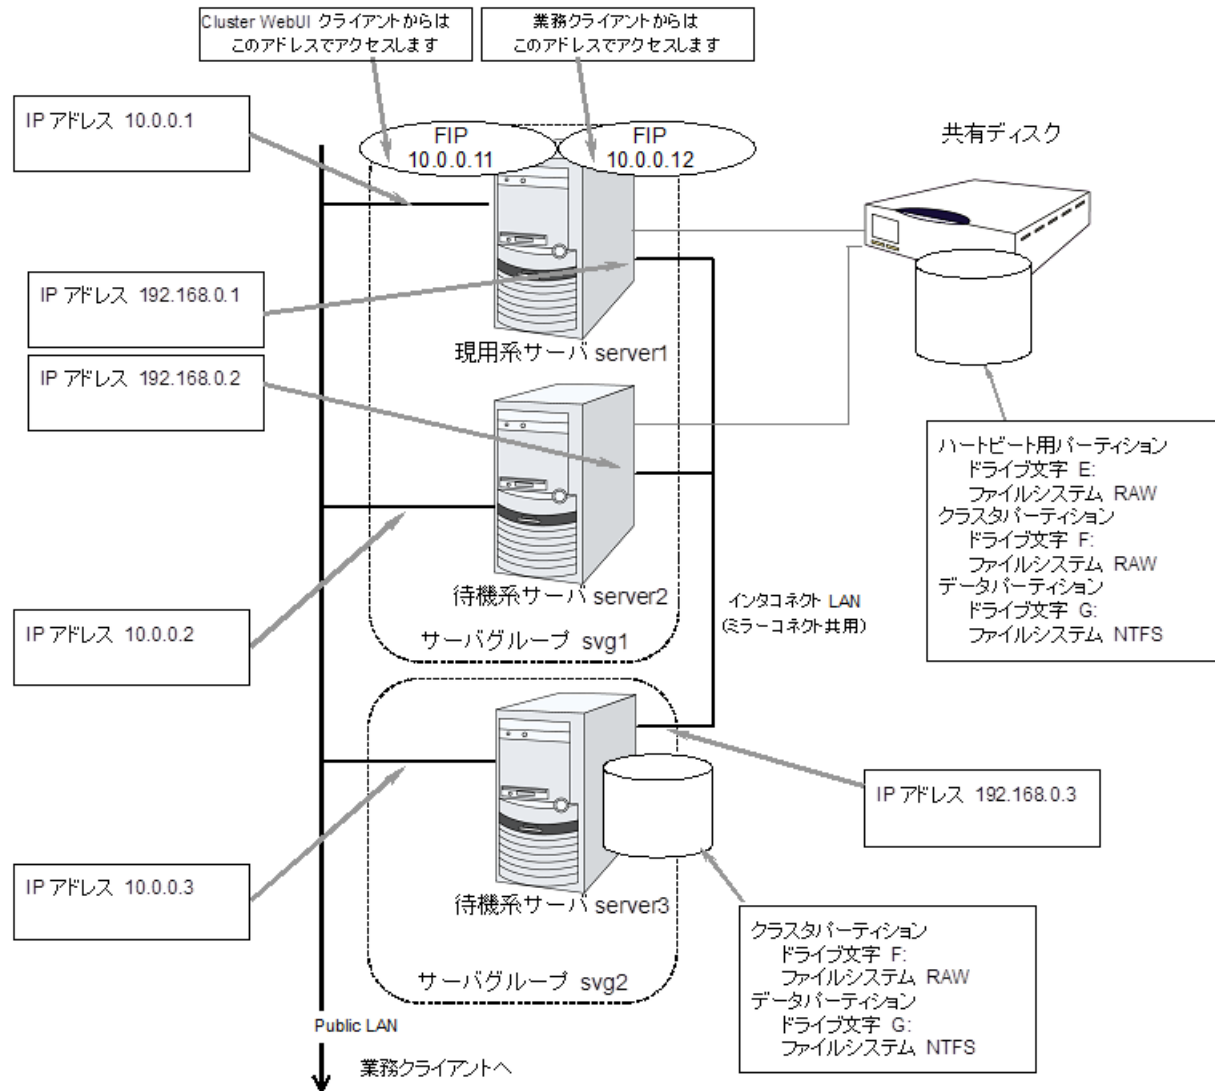 Cluster WebUI クライアントからは
このアドレスでアクセスします
業務クライアントからは
このアドレスでアクセスします
IP アドレス 10.0.0.1
FIP
10.0.0.11
FIP
10.0.0.12
共有ディスク
IP アドレス 192.168.0.1
現用系サーバ server1
IP アドレス 192.168.0.2
ハートビート用パーティション
ドライブ文字 E:
ファイルシステム RAW
クラスタパーティション
ドライブ文字 F:
ファイルシステム RAW
データパーティション
ドライブ文字 G:
ファイルシステム NTFS
待機系サーバ server2
インタコネクト LAN
(ミラーコネクト共用)
IP アドレス 10.0.0.2
サーバグループ svg1
IP アドレス 192.168.0.3
IP アドレス 10.0.0.3
待機系サーバ server3
クラスタパーティション
ドライブ文字 F:
ファイルシステム RAW
データパーティション
ドライブ文字 G:
ファイルシステム NTFS
サーバグループ svg2
Public LAN
業務クライアントへ